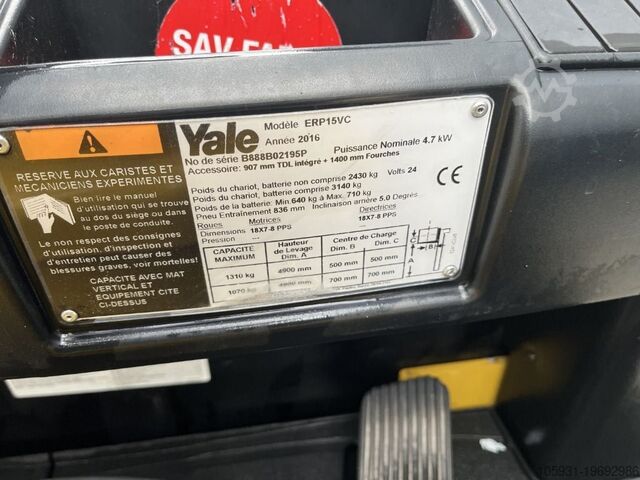 SAV
Yale
Modèle ERP15VC
Année 2016
Puissance Nominale 4.7 kW
No de série B888B02195P
Accessoire: 907 mm TDL intégré + 1400 mm Fourches
Poids du chariot, batterie non comprise 2430 kg Volts 24
Poids du chariot, batterie comprise 3140 kg
Poids de la batterie: Min.640 kg à Max. 710 kg
Pneu Entraînement 836 mm Inclinaison arrière 5.0 Degrés
Roues Motrices Directrices
Dimension 18X7-8 PPS 18X7-8 PPS
Pression ---
CAPACITE MAXIMUM
Hauteur de Levage Dim. A
Centre de Charge Dim. B Dim. C
1310 kg 4900 mm 500 mm 500 mm
1070 kg 4900 mm 700 mm 700 mm
RESERVE AUX CARISTES ET
MECANICIENS EXPERIMENTES
Bien lire le manuel
d'utilisation qui se trouve
au dos du siège ou dans
le poste de conduite.
Le non respect des consignes
d'utilisation, d'inspection et
d'entretien peut causer des
blessures graves, voir mortelles!
CAPACITE AVEC MAT
VERTICAL ET
EQUIPEMENT CITE
CI-DESSUS
105931-19692986